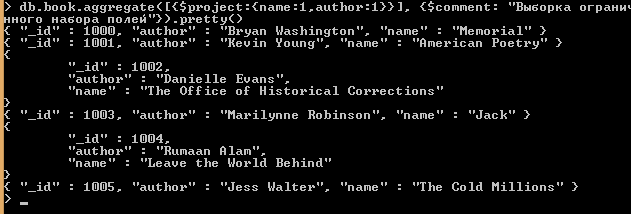 > db.book.aggregate([{$project:{name:1,author:1}}], {$comment: "Выборка огранич
нного набора полей"}).pretty()
{ "_id" : 1000, "author" : "Bryan Washington", "name" : "Memorial" }
{ "_id" : 1001, "author" : "Kevin Young", "name" : "American Poetry" }
{
        "_id" : 1002,
        "author" : "Danielle Evans",
        "name" : "The Office of Historical Corrections"
}
{ "_id" : 1003, "author" : "Marilynne Robinson", "name" : "Jack" }
{
        "_id" : 1004,
        "author" : "Rumaan Alam",
        "name" : "Leave the World Behind"
}
{ "_id" : 1005, "author" : "Jess Walter", "name" : "The Cold Millions" }
> _